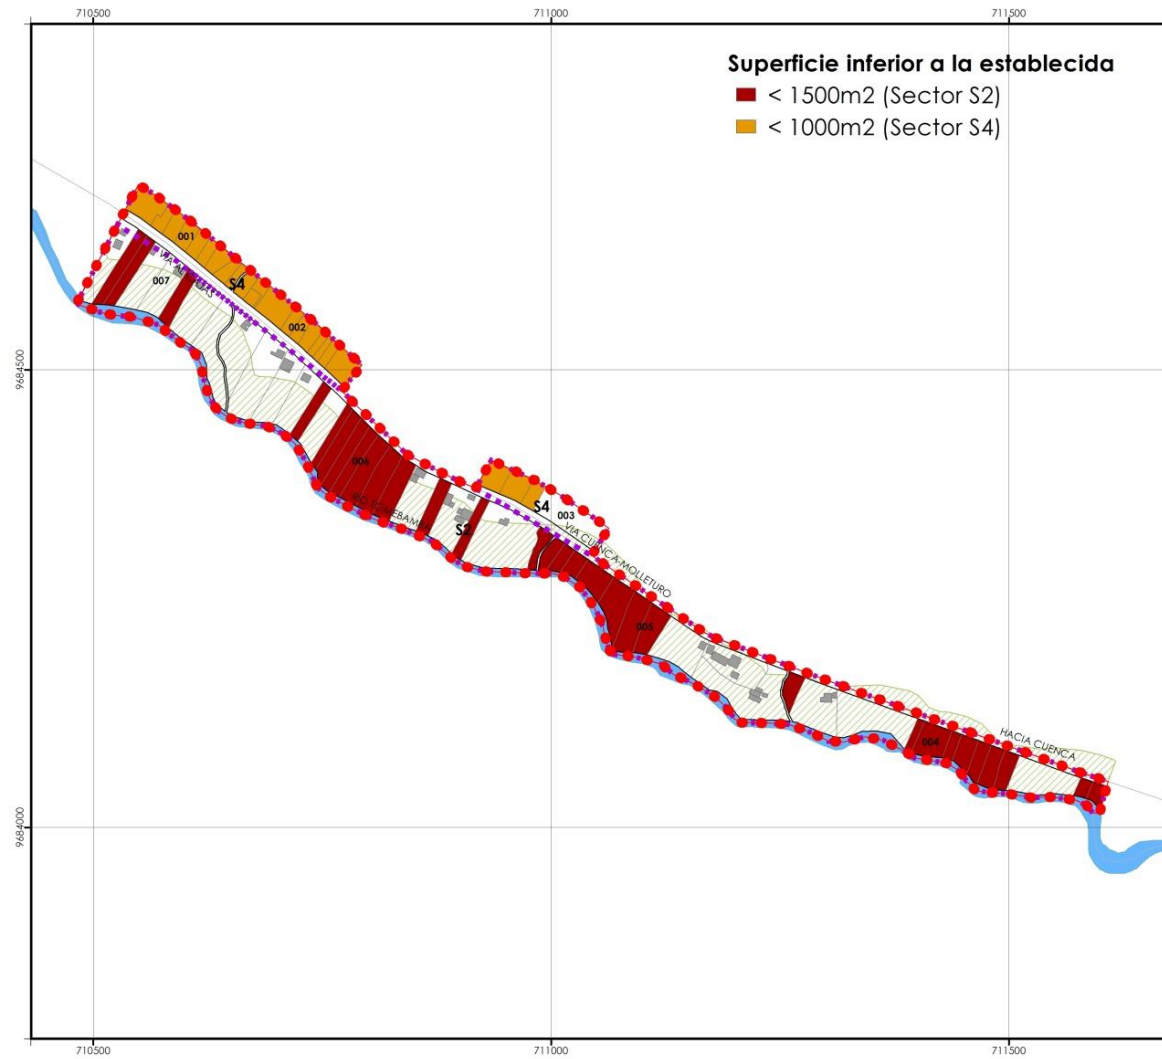 710500
711000
711500
Superficie inferior a la establecida
< 1500m2 (Sector S2)
< 1000m2 (Sector S4)
001
S4
002
007
9684500
006
S2
S4
003
VIA CUENCA-MOLLETURO
005
004
HACIA CUENCA
9684000
710500
711000
711500